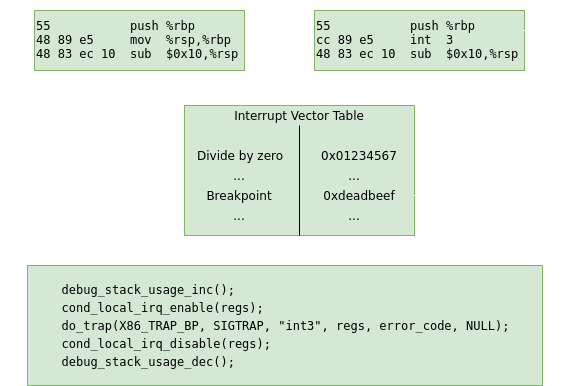 55 push %rbp
48 89 e5 mov %rsp,%rbp
48 83 ec 10 sub $0x10,%rsp
55 push %rbp
cc 89 e5 int 3
48 83 ec 10 sub $0x10,%rsp
Interrupt Vector Table
Divide by zero 0x01234567
... ...
Breakpoint 0xdeadbeef
... ...
debug_stack_usage_inc();
cond_local_irq_enable(regs);
do_trap(X86_TRAP_BP, SIGTRAP, "int3", regs, error_code, NULL);
cond_local_irq_disable(regs);
debug_stack_usage_dec();